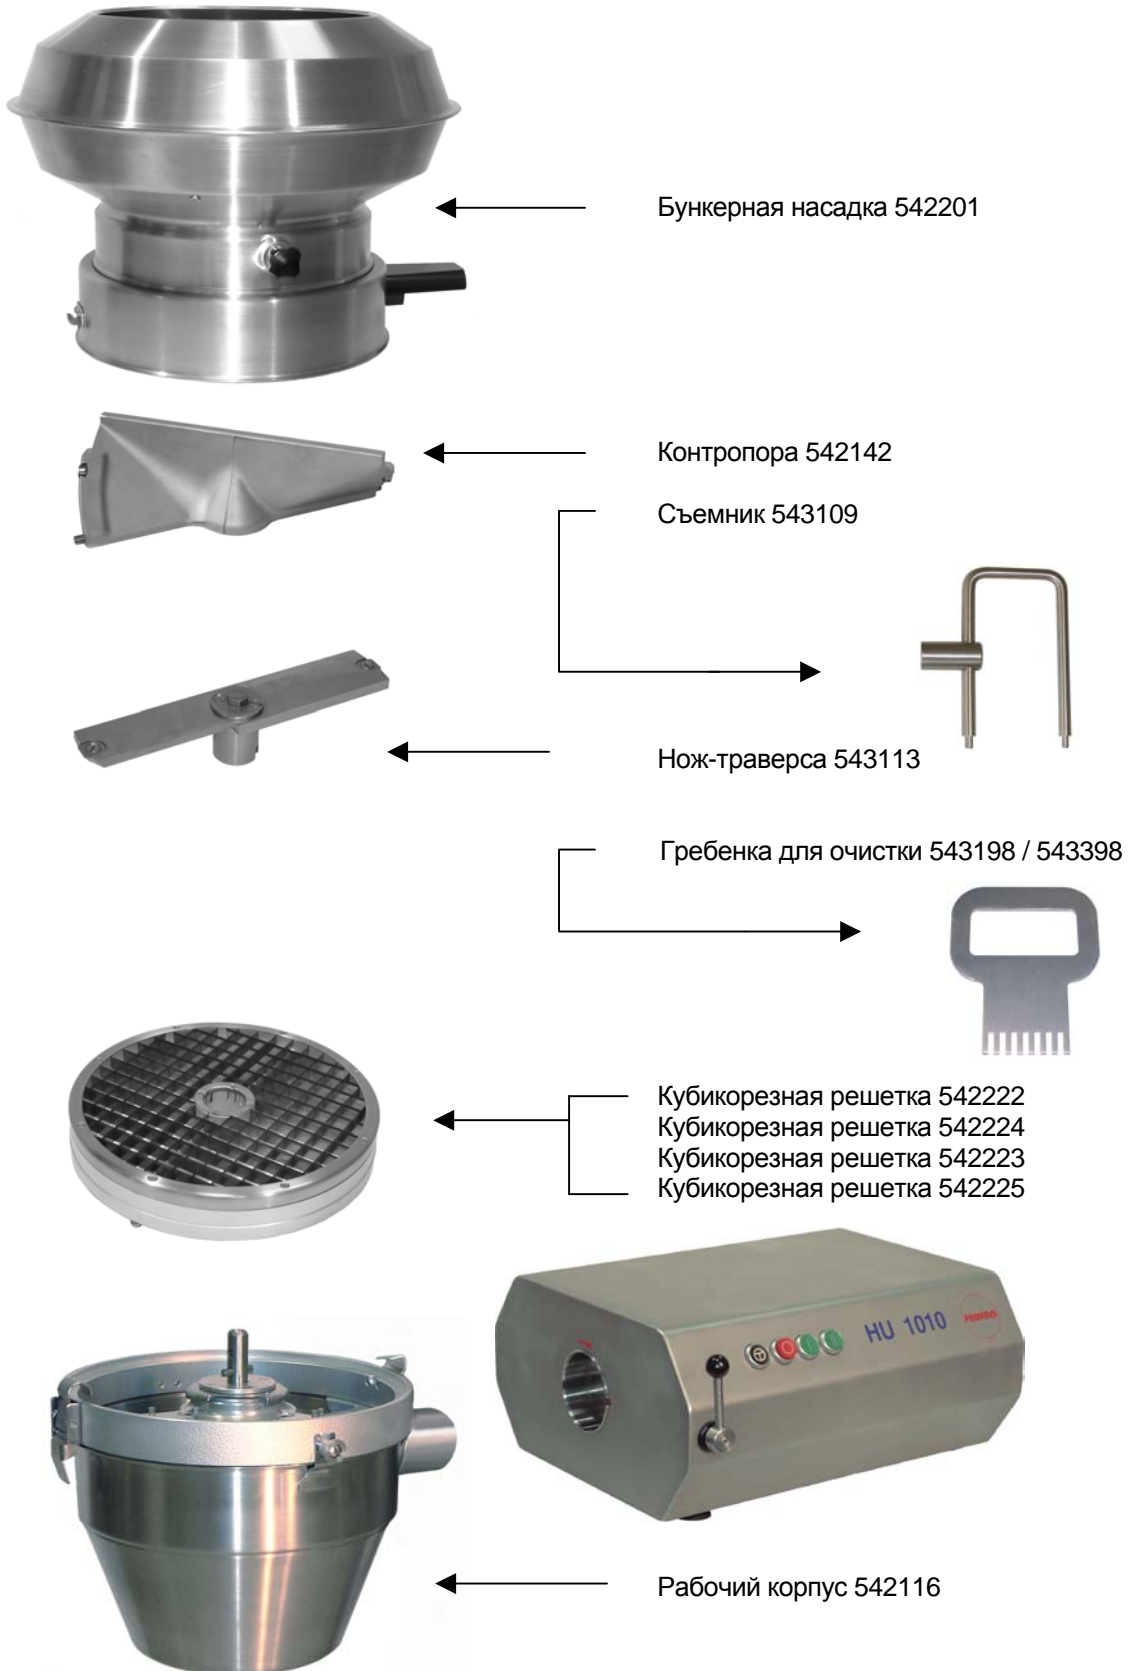 Бункерная насадка 542201
Контропора 542142
Съемник 543109
Нож-траверса 543113
Гребенка для очистки 543198 / 543398
Кубикорезная решетка 542222
Кубикорезная решетка 542224
Кубикорезная решетка 542223
Кубикорезная решетка 542225
HU 1010
Рабочий корпус 542116